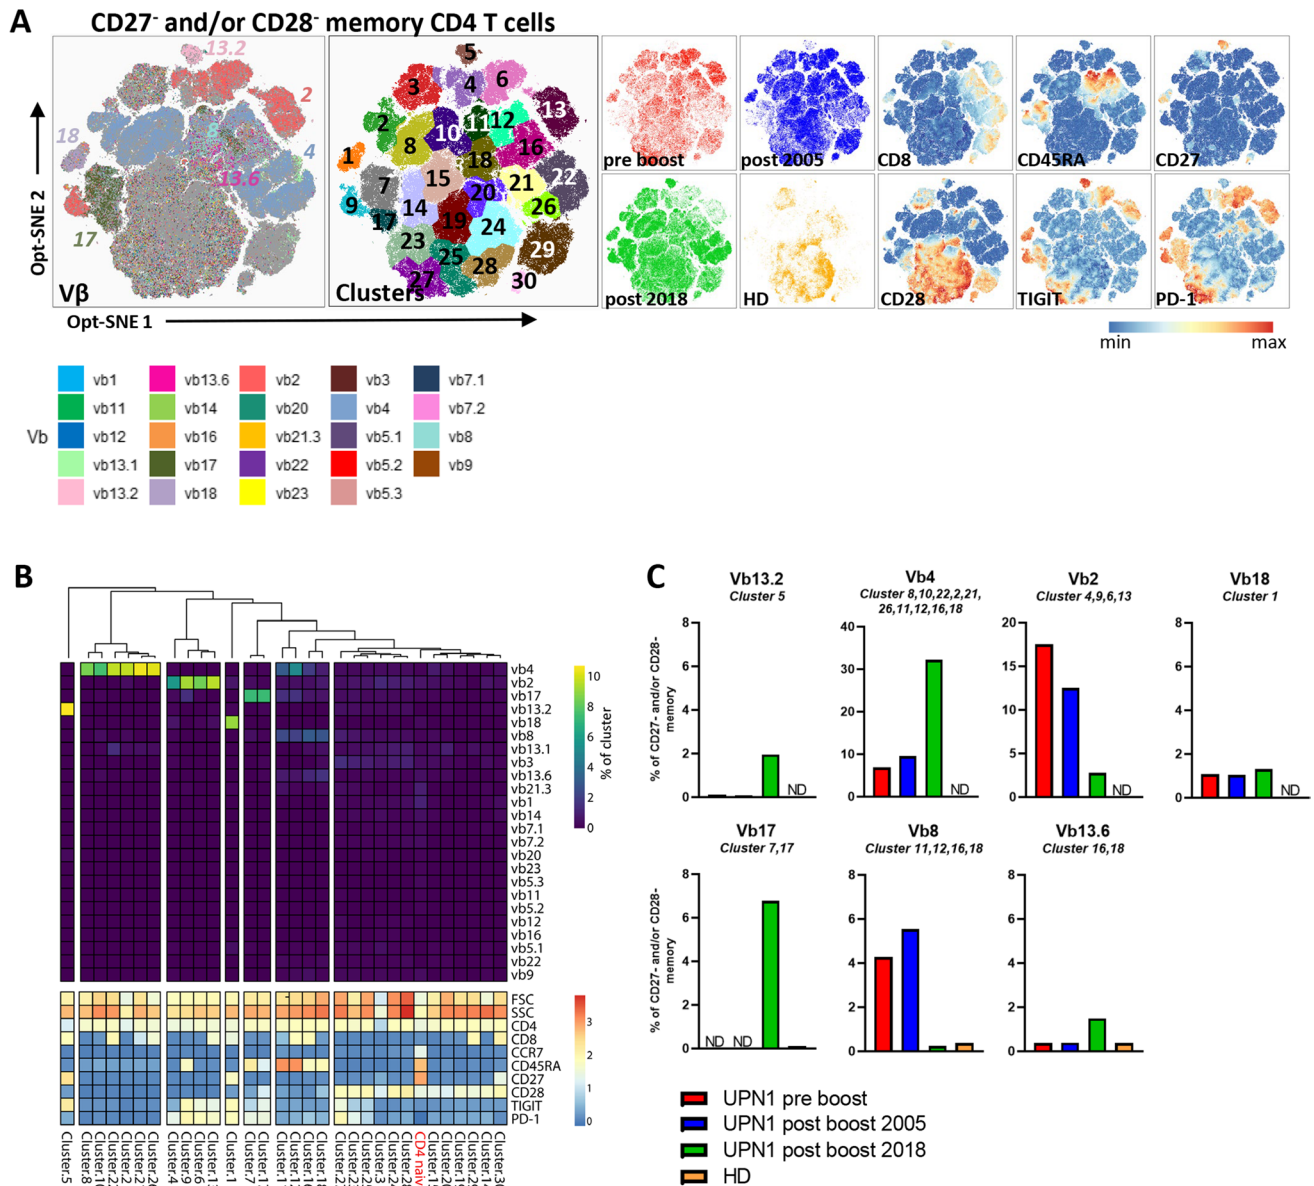 A
CD27- and/or CD28- memory CD4 T cells
13.2
2
18
8
4
13.6
17
Vβ
5
3
4
6
13
2
11
12
10
8
16
1
18
15
7
21
22
20
9
14
26
17
19
24
23
25
29
28
27
30
Clusters
pre boost
post 2005
CD8
CD45RA
CD27
post 2018
HD
CD28
TIGIT
PD-1
Opt-SNE 2
Opt-SNE 1
min
max
Vb
vb1
vb13.6
vb2
vb3
vb7.1
vb11
vb14
vb20
vb4
vb7.2
vb12
vb16
vb21.3
vb5.1
vb8
vb13.1
vb17
vb22
vb5.2
vb9
vb13.2
vb18
vb23
vb5.3
B
vb4
vb2
vb17
vb13.2
vb18
vb8
vb13.1
vb3
vb13.6
vb21.3
vb1
vb14
vb7.1
vb7.2
vb20
vb23
vb5.3
vb11
vb5.2
vb12
vb16
vb5.1
vb22
vb9
10
8
6
4
2
0
% of cluster
FSC
SSC
CD4
CD8
CCR7
CD45RA
CD27
CD28
TIGIT
PD-1
3
2
1
0
Cluster.5
Cluster.8
Cluster.2
Cluster.4
Cluster.9
Cluster.6
Cluster.1
Cluster.7
Cluster.18
Cluster.3
CD4 naiv
C
Vb13.2
Cluster 5
% of CD27- and/or CD28-
memory
8
6
4
2
0
ND
Vb4
Cluster 8,10,22,2,21,
26,11,12,16,18
40
30
20
10
0
ND
Vb2
Cluster 4,9,6,13
20
15
10
5
0
ND
Vb18
Cluster 1
8
6
4
2
0
ND
Vb17
Cluster 7,17
% of CD27- and/or CD28-
memory
8
6
4
2
0
ND ND
Vb8
Cluster 11,12,16,18
8
6
4
2
0
Vb13.6
Cluster 16,18
8
6
4
2
0
UPN1 pre boost
UPN1 post boost 2005
UPN1 post boost 2018
HD